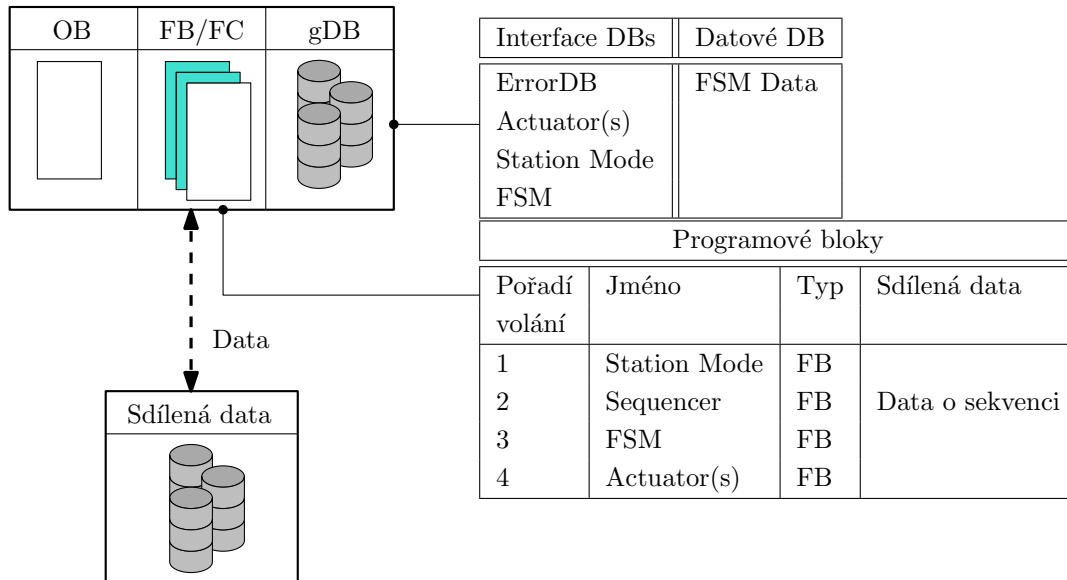 OB FB/FC gDB
Interface DBs Datové DB
ErrorDB FSM Data
Actuator(s)
Station Mode
FSM
Programové bloky
Pořadí Jméno Typ Sdílená data
volání
1 Station Mode FB
2 Sequencer FB Data o sekvenci
3 FSM FB
4 Actuator(s) FB
Data
Sdílená data